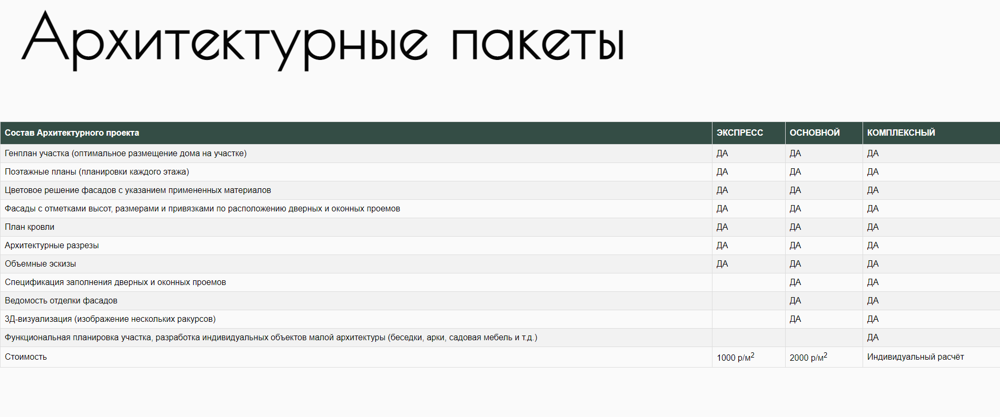 Архитектурные пакеты
Состав Архитектурного проекта ЭКСПРЕСС ОСНОВНОЙ КОМПЛЕКСНЫЙ
Генплан участка (оптимальное размещение дома на участке) ДА ДА ДА
Поэтажные планы (планировки каждого этажа) ДА ДА ДА
Цветовое решение фасадов с указанием примененных материалов ДА ДА ДА
Фасады с отметками высот, размерами и привязками по расположению дверных и оконных проемов ДА ДА ДА
План кровли ДА ДА ДА
Архитектурные разрезы ДА ДА ДА
Объемные эскизы ДА ДА ДА
Спецификация заполнения дверных и оконных проемов ДА ДА
Ведомость отделки фасадов ДА ДА
3Д-визуализация (изображение нескольких ракурсов) ДА ДА
Функциональная планировка участка, разработка индивидуальных объектов малой архитектуры (беседки, арки, садовая мебель и т.д.) ДА
Стоимость 1000 р/м² 2000 р/м² Индивидуальный расчёт